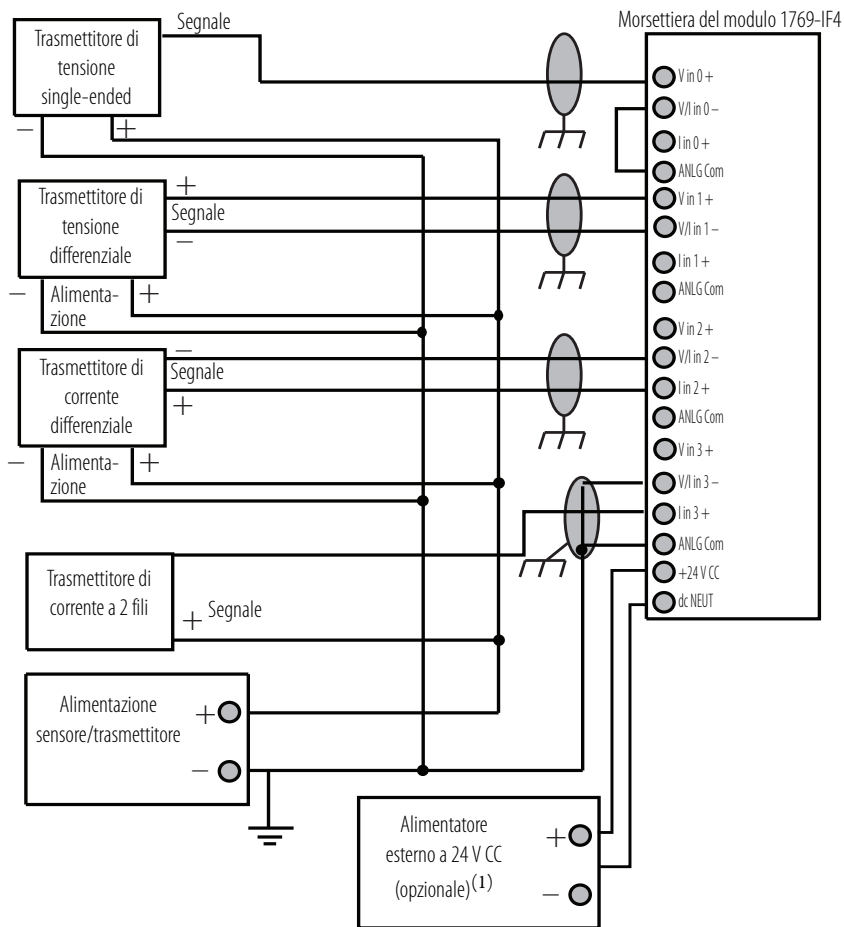 Morsettiera del modulo 1769-IF4
Trasmettitore di
tensione
single-ended
Segnale
−
+
V in 0 +
V/I in 0 −
I in 0 +
ANLG Com
Trasmettitore di
tensione
differenziale
+
Segnale
−
−
Alimenta-
zione
+
V in 1 +
V/I in 1 −
I in 1 +
ANLG Com
Trasmettitore di
corrente
differenziale
−
Segnale
+
−
Alimenta-
zione
+
V in 2 +
V/I in 2 −
I in 2 +
ANLG Com
V in 3 +
V/I in 3 −
I in 3 +
ANLG Com
+24 V CC
dc NEUT
Trasmettitore di
corrente a 2 fili
+ Segnale
Alimentazione
sensore/trasmettitore
+
−
Alimentatore
esterno a 24 V CC
(opzionale)(1)
+
−